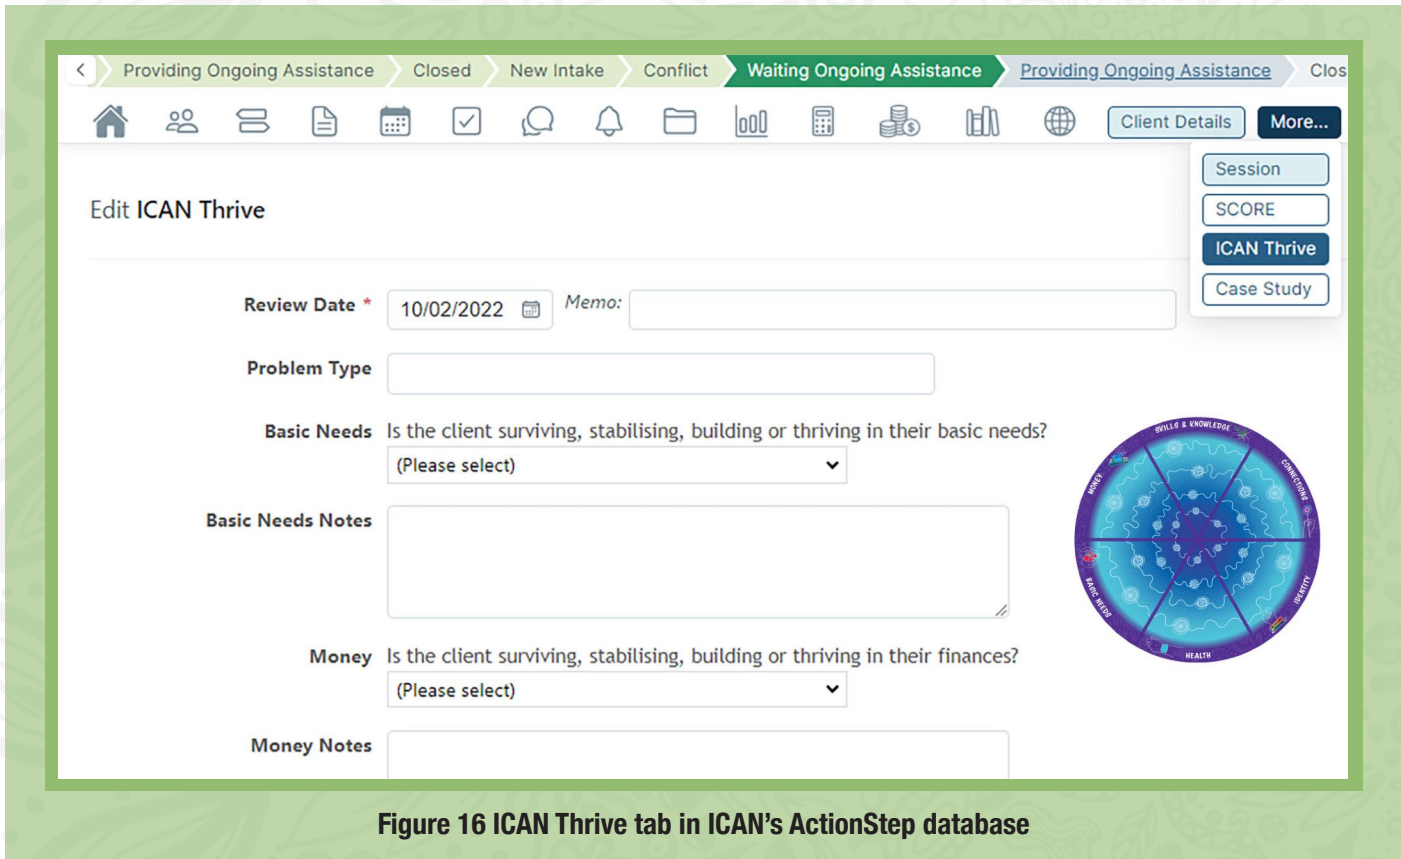 Providing Ongoing Assistance Closed New Intake Conflict Waiting Ongoing Assistance Providing Ongoing Assistance Clos
Client Details More...
Session
SCORE
ICAN Thrive
Case Study
Edit ICAN Thrive
Review Date * 10/02/2022 Memo:
Problem Type
Basic Needs Is the client surviving, stabilising, building or thriving in their basic needs?
(Please select)
Basic Needs Notes
Money Is the client surviving, stabilising, building or thriving in their finances?
(Please select)
Money Notes
SKILLS & KNOWLEDGE
CONNECTIONS
IDENTITY
HEALTH
BASIC NEEDS
MONEY
Figure 16 ICAN Thrive tab in ICAN's ActionStep database